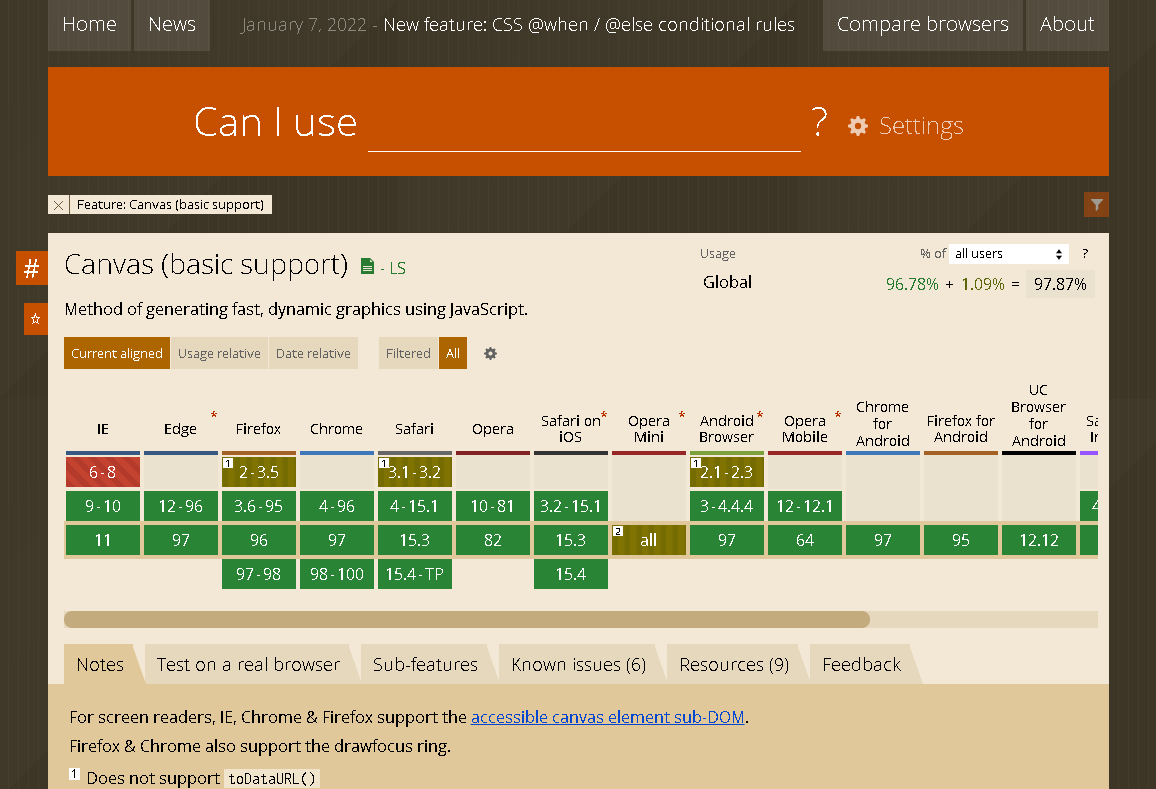 Home News January 7, 2022 - New feature: CSS @when / @else conditional rules Compare browsers About
Can I use ? Settings
Feature: Canvas (basic support)
#
Canvas (basic support) - LS
Usage % of all users ?
Global 96.78% + 1.09% = 97.87%
Method of generating fast, dynamic graphics using JavaScript.
Current aligned Usage relative Date relative Filtered All
IE
Edge *
Firefox
Chrome
Safari
Opera
Safari on *
iOS
Opera *
Mini
Android *
Browser
Opera *
Mobile
Chrome
for
Android
Firefox for
Android
UC
Browser
for
Android
6-8 1 2-3.5 1 3.1-3.2 1 2.1-2.3
9-10 12-96 3.6-95 4-96 4-15.1 10-81 3.2-15.1 3-4.4.4 12-12.1 4
11 97 96 97 15.3 82 15.3 2 all 97 64 97 95 12.12
97-98 98-100 15.4-TP 15.4
Notes Test on a real browser Sub-features Known issues (6) Resources (9) Feedback
For screen readers, IE, Chrome & Firefox support the accessible canvas element sub-DOM.
Firefox & Chrome also support the drawfocus ring.
1 Does not support toDataURL()